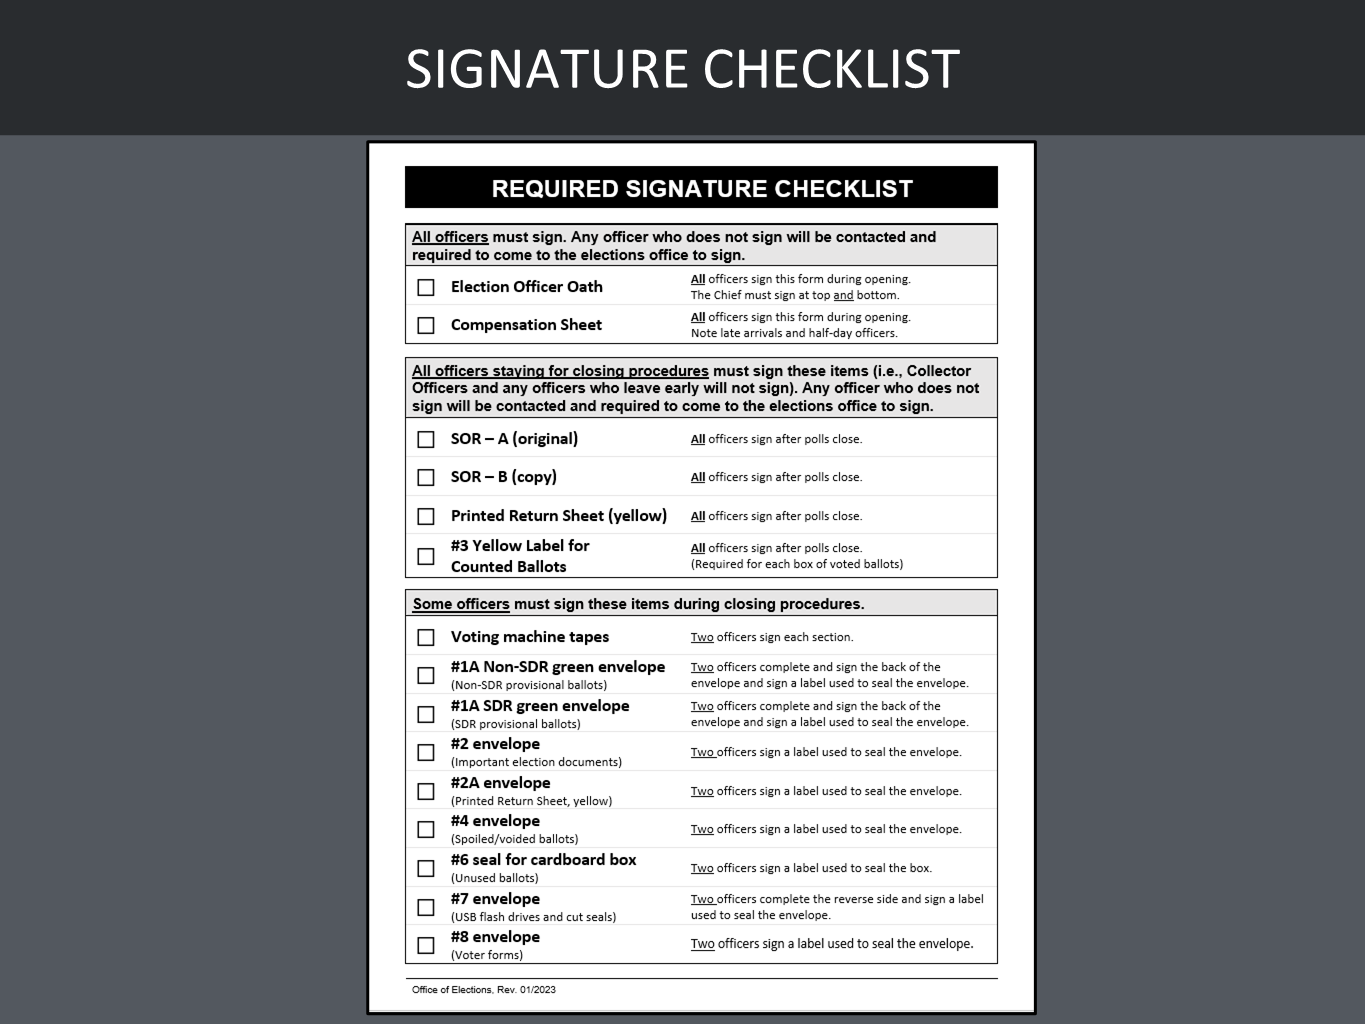 SIGNATURE CHECKLIST
REQUIRED SIGNATURE CHECKLIST
All officers must sign. Any officer who does not sign will be contacted and
required to come to the elections office to sign.
Election Officer Oath
All officers sign this form during opening.
The Chief must sign at top and bottom.
Compensation Sheet
All officers sign this form during opening.
Note late arrivals and half-day officers.
All officers staying for closing procedures must sign these items (i.e., Collector
Officers and any officers who leave early will not sign). Any officer who does not
sign will be contacted and required to come to the elections office to sign.
SOR – A (original)
All officers sign after polls close.
SOR – B (copy)
All officers sign after polls close.
Printed Return Sheet (yellow)
All officers sign after polls close.
#3 Yellow Label for
Counted Ballots
All officers sign after polls close.
(Required for each box of voted ballots)
Some officers must sign these items during closing procedures.
Voting machine tapes
Two officers sign each section.
#1A Non-SDR green envelope
(Non-SDR provisional ballots)
Two officers complete and sign the back of the
envelope and sign a label used to seal the envelope.
#1A SDR green envelope
(SDR provisional ballots)
Two officers complete and sign the back of the
envelope and sign a label used to seal the envelope.
#2 envelope
(Important election documents)
Two officers sign a label used to seal the envelope.
#2A envelope
(Printed Return Sheet, yellow)
Two officers sign a label used to seal the envelope.
#4 envelope
(Spoiled/voided ballots)
Two officers sign a label used to seal the envelope.
#6 seal for cardboard box
(Unused ballots)
Two officers sign a label used to seal the box.
#7 envelope
(USB flash drives and cut seals)
Two officers complete the reverse side and sign a label
used to seal the envelope.
#8 envelope
(Voter forms)
Two officers sign a label used to seal the envelope.
Office of Elections, Rev. 01/2023